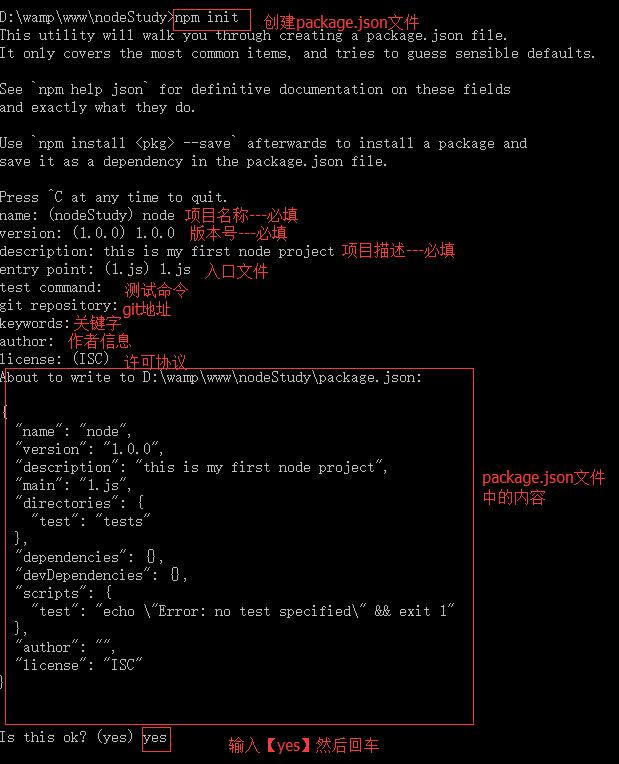 D:\wamp\www\nodeStudy>npm init 创建package.json文件
This utility will walk you through creating a package.json file.
It only covers the most common items, and tries to guess sensible defaults.
See `npm help json` for definitive documentation on these fields
and exactly what they do.
Use `npm install <pkg> --save` afterwards to install a package and
save it as a dependency in the package.json file.
Press ^C at any time to quit.
name: (nodeStudy) node 项目名称---必填
version: (1.0.0) 1.0.0 版本号---必填
description: this is my first node project 项目描述---必填
entry point: (1.js) 1.js 入口文件
test command: 测试命令
git repository: git地址
keywords: 关键字
author: 作者信息
license: (ISC) 许可协议
About to write to D:\wamp\www\nodeStudy\package.json:
{
"name": "node",
"version": "1.0.0",
"description": "this is my first node project",
"main": "1.js",
"directories": {
"test": "tests"
},
"dependencies": {},
"devDependencies": {},
"scripts": {
"test": "echo \"Error: no test specified\" && exit 1"
},
"author": "",
"license": "ISC"
}
package.json文件
中的内容
Is this ok? (yes) yes 输入【yes】然后回车